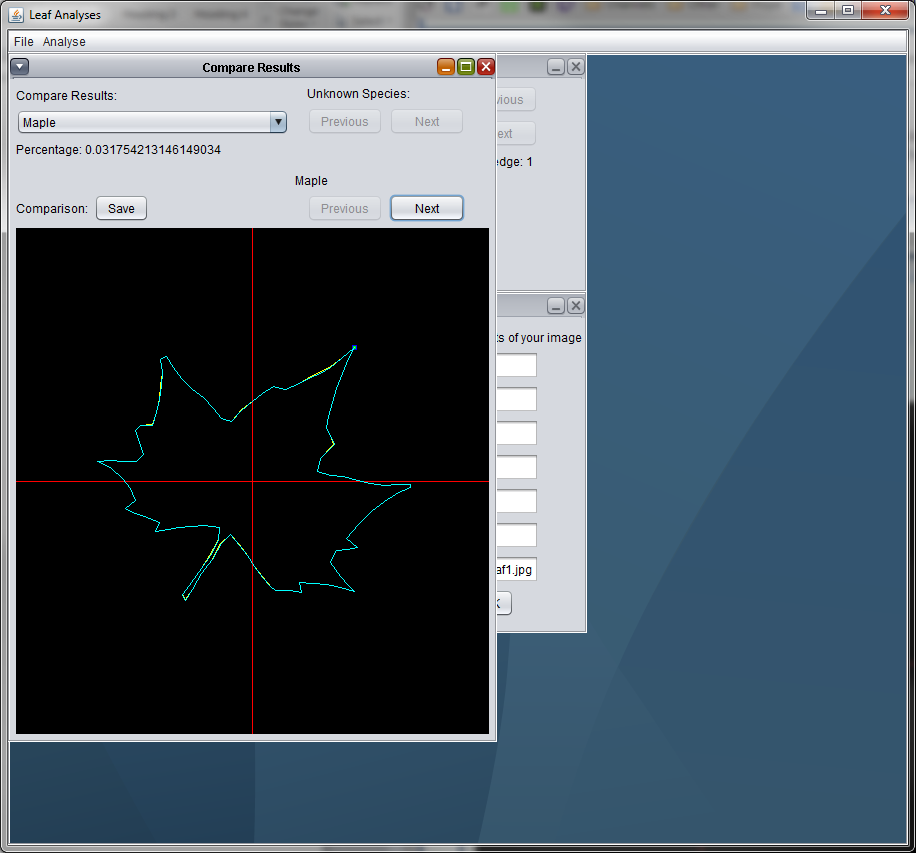 Leaf Analyses
File Analyse
Compare Results
Compare Results:
Unknown Species:
Maple
Previous
Next
Percentage: 0.031754213146149034
Maple
Comparison:
Save
Previous
Next
vious
ext
edge: 1
ts of your image
af1.jpg